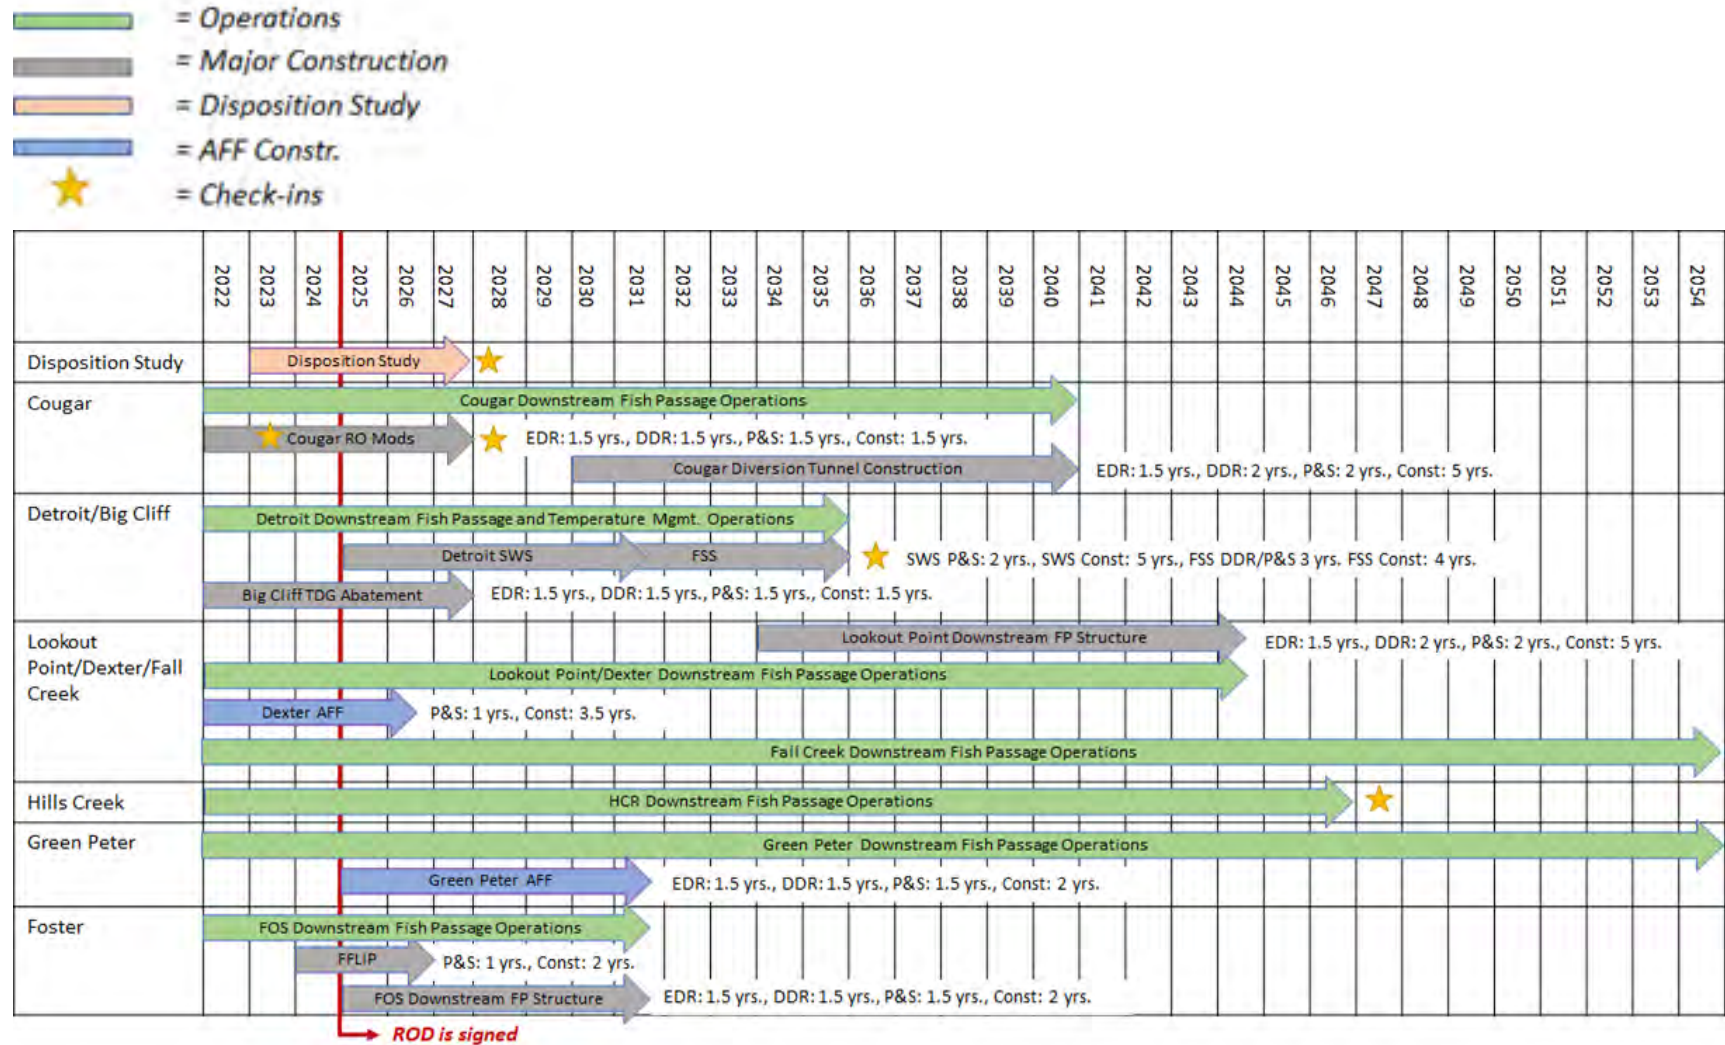 = Operations
= Major Construction
= Disposition Study
= AFF Constr.
= Check-ins
2022 2023 2024 2025 2026 2027 2028 2029 2030 2031 2032 2033 2034 2035 2036 2037 2038 2039 2040 2041 2042 2043 2044 2045 2046 2047 2048 2049 2050 2051 2052 2053 2054
Disposition Study
Disposition Study
Cougar
Cougar Downstream Fish Passage Operations
Cougar RO Mods
EDR: 1.5 yrs., DDR: 1.5 yrs., P&S: 1.5 yrs., Const: 1.5 yrs.
Cougar Diversion Tunnel Construction
EDR: 1.5 yrs., DDR: 2 yrs., P&S: 2 yrs., Const: 5 yrs.
Detroit/Big Cliff
Detroit Downstream Fish Passage and Temperature Mgmt. Operations
Detroit SWS
FSS
SWS P&S: 2 yrs., SWS Const: 5 yrs., FSS DDR/P&S 3 yrs. FSS Const: 4 yrs.
Big Cliff TDG Abatement
EDR: 1.5 yrs., DDR: 1.5 yrs., P&S: 1.5 yrs., Const: 1.5 yrs.
Lookout
Point/Dexter/Fall
Creek
Lookout Point Downstream FP Structure
EDR: 1.5 yrs., DDR: 2 yrs., P&S: 2 yrs., Const: 5 yrs.
Lookout Point/Dexter Downstream Fish Passage Operations
Dexter AFF
P&S: 1 yrs., Const: 3.5 yrs.
Fall Creek Downstream Fish Passage Operations
Hills Creek
HCR Downstream Fish Passage Operations
Green Peter
Green Peter Downstream Fish Passage Operations
Green Peter AFF
EDR: 1.5 yrs., DDR: 1.5 yrs., P&S: 1.5 yrs., Const: 2 yrs.
Foster
FOS Downstream Fish Passage Operations
FFLIP
P&S: 1 yrs., Const: 2 yrs.
FOS Downstream FP Structure
EDR: 1.5 yrs., DDR: 1.5 yrs., P&S: 1.5 yrs., Const: 2 yrs.
ROD is signed